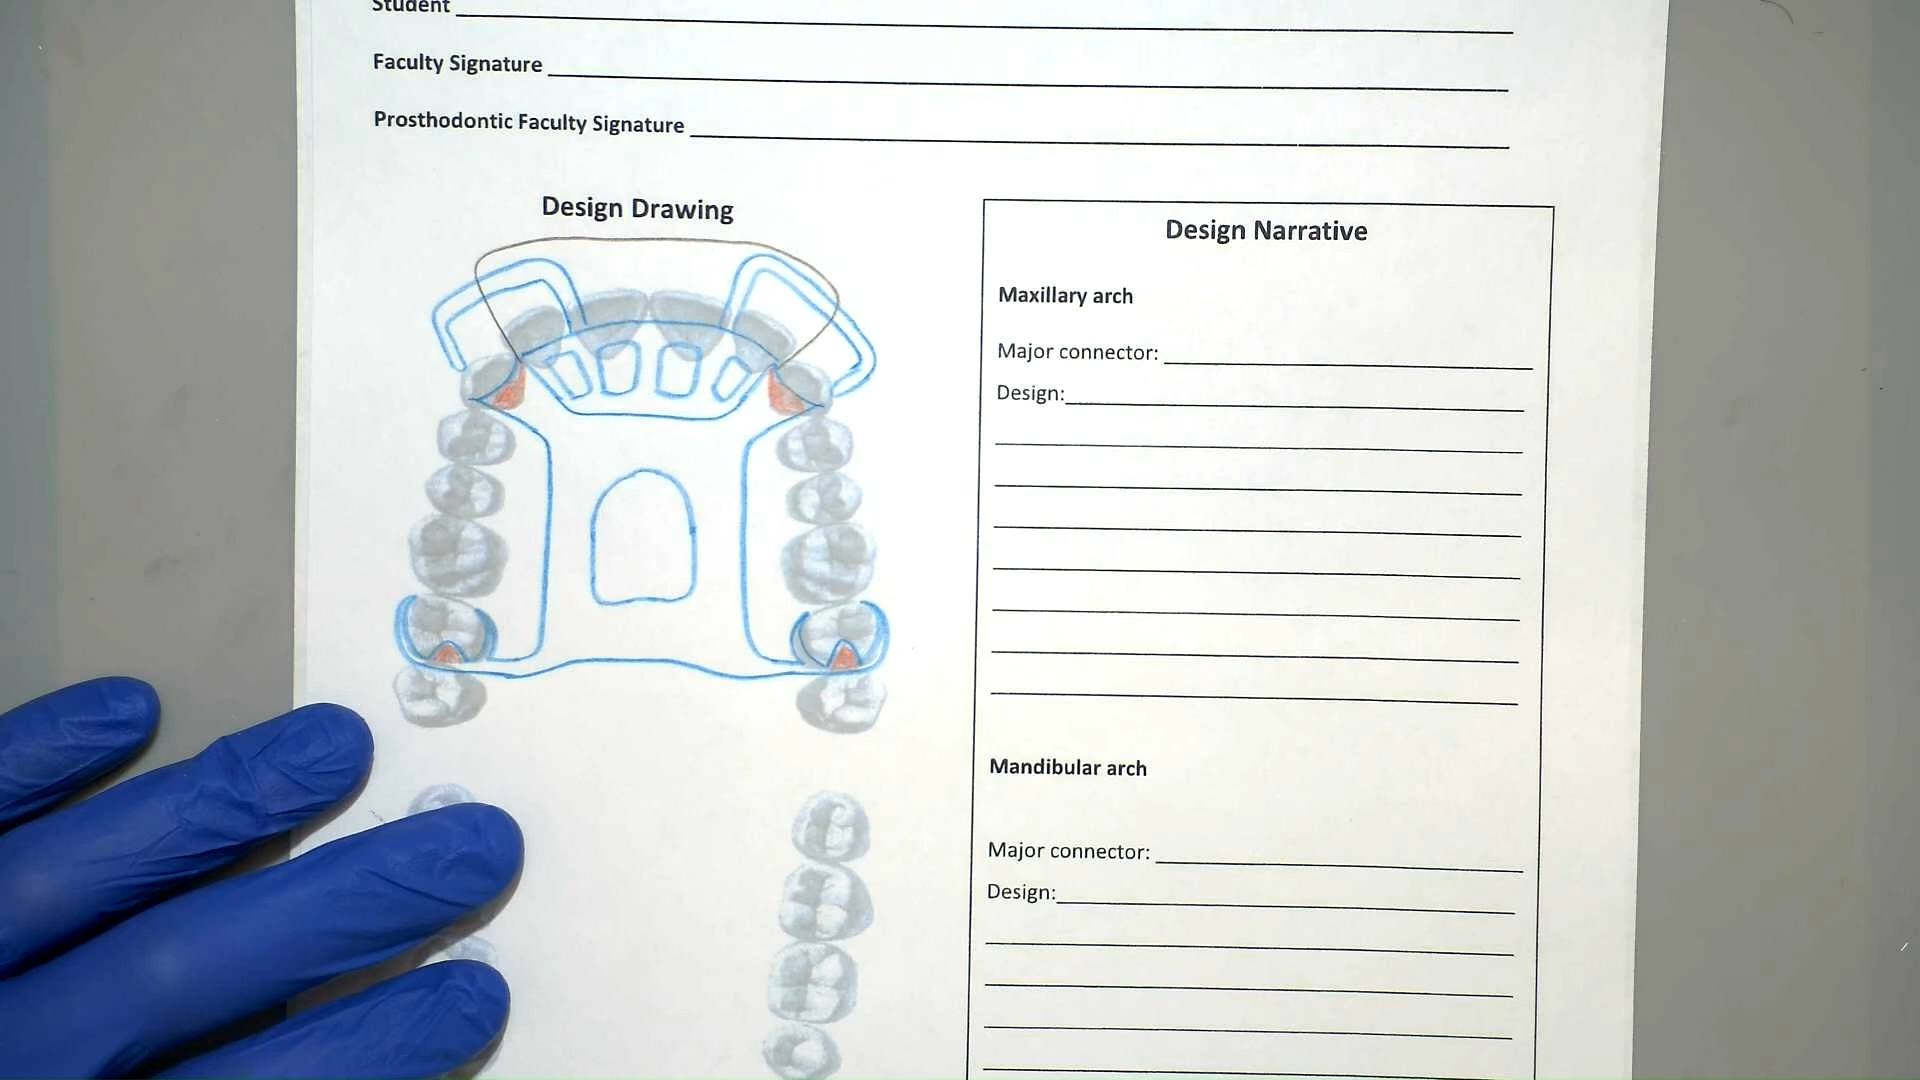 Student
Faculty Signature
Prosthodontic Faculty Signature
Design Drawing
Design Narrative
Maxillary arch
Major connector:
Design:
Mandibular arch
Major connector:
Design: